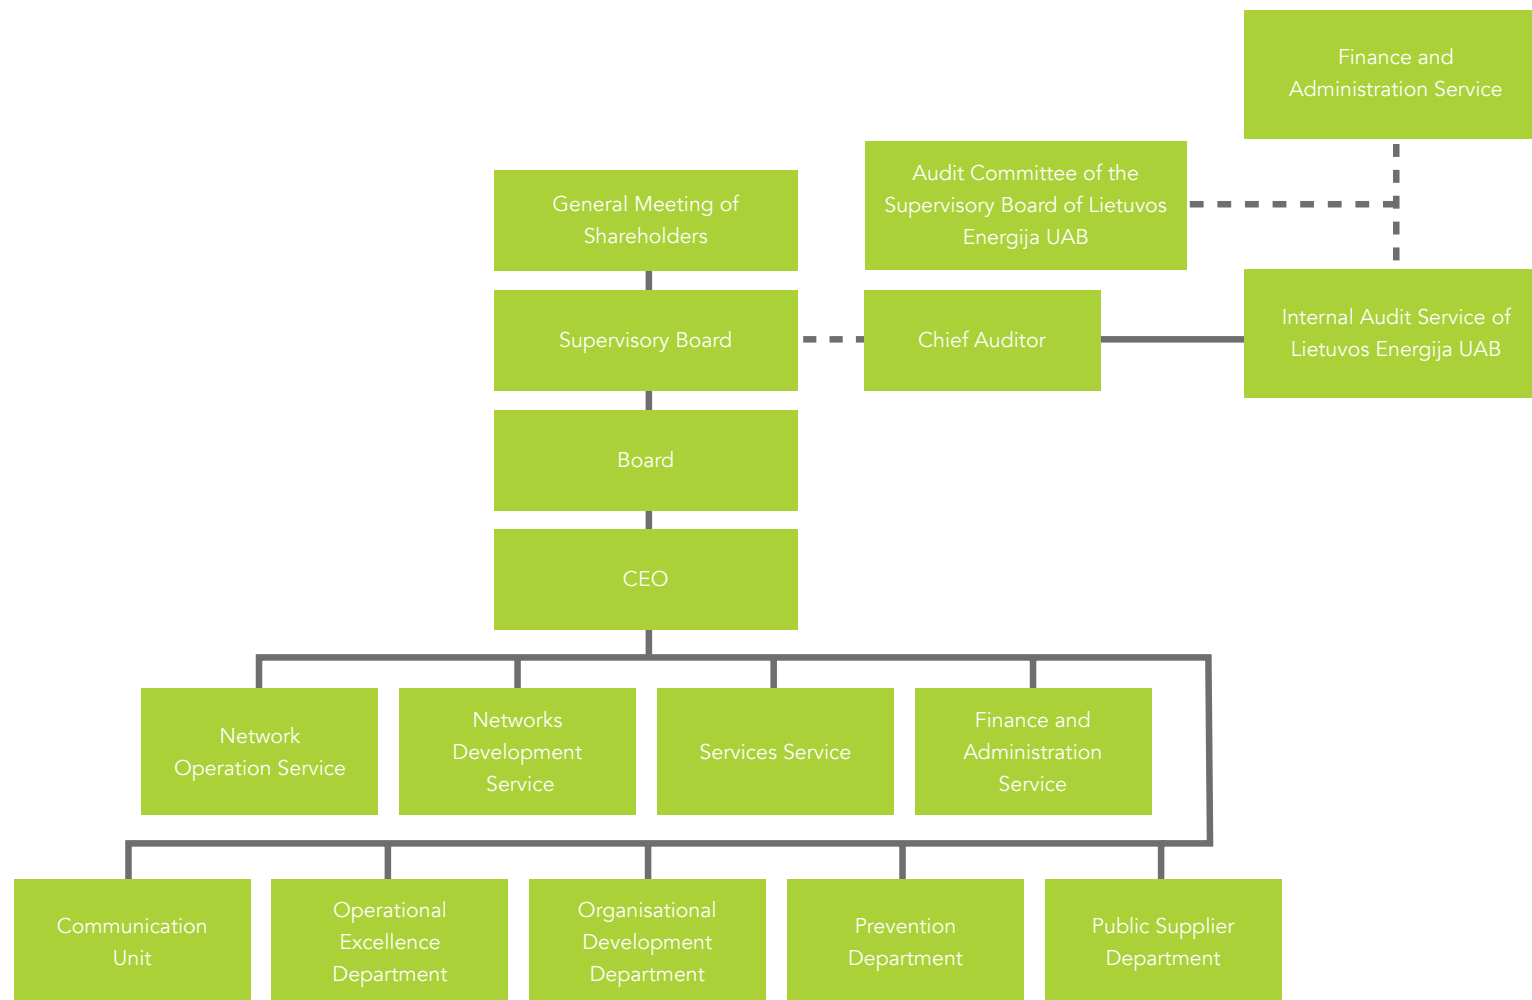 Finance and
Administration Service
Audit Committee of the
Supervisory Board of Lietuvos
Energija UAB
General Meeting of
Shareholders
Supervisory Board
Chief Auditor
Internal Audit Service of
Lietuvos Energija UAB
Board
CEO
Network
Operation Service
Networks
Development
Service
Services Service
Finance and
Administration
Service
Communication
Unit
Operational
Excellence
Department
Organisational
Development
Department
Prevention
Department
Public Supplier
Department